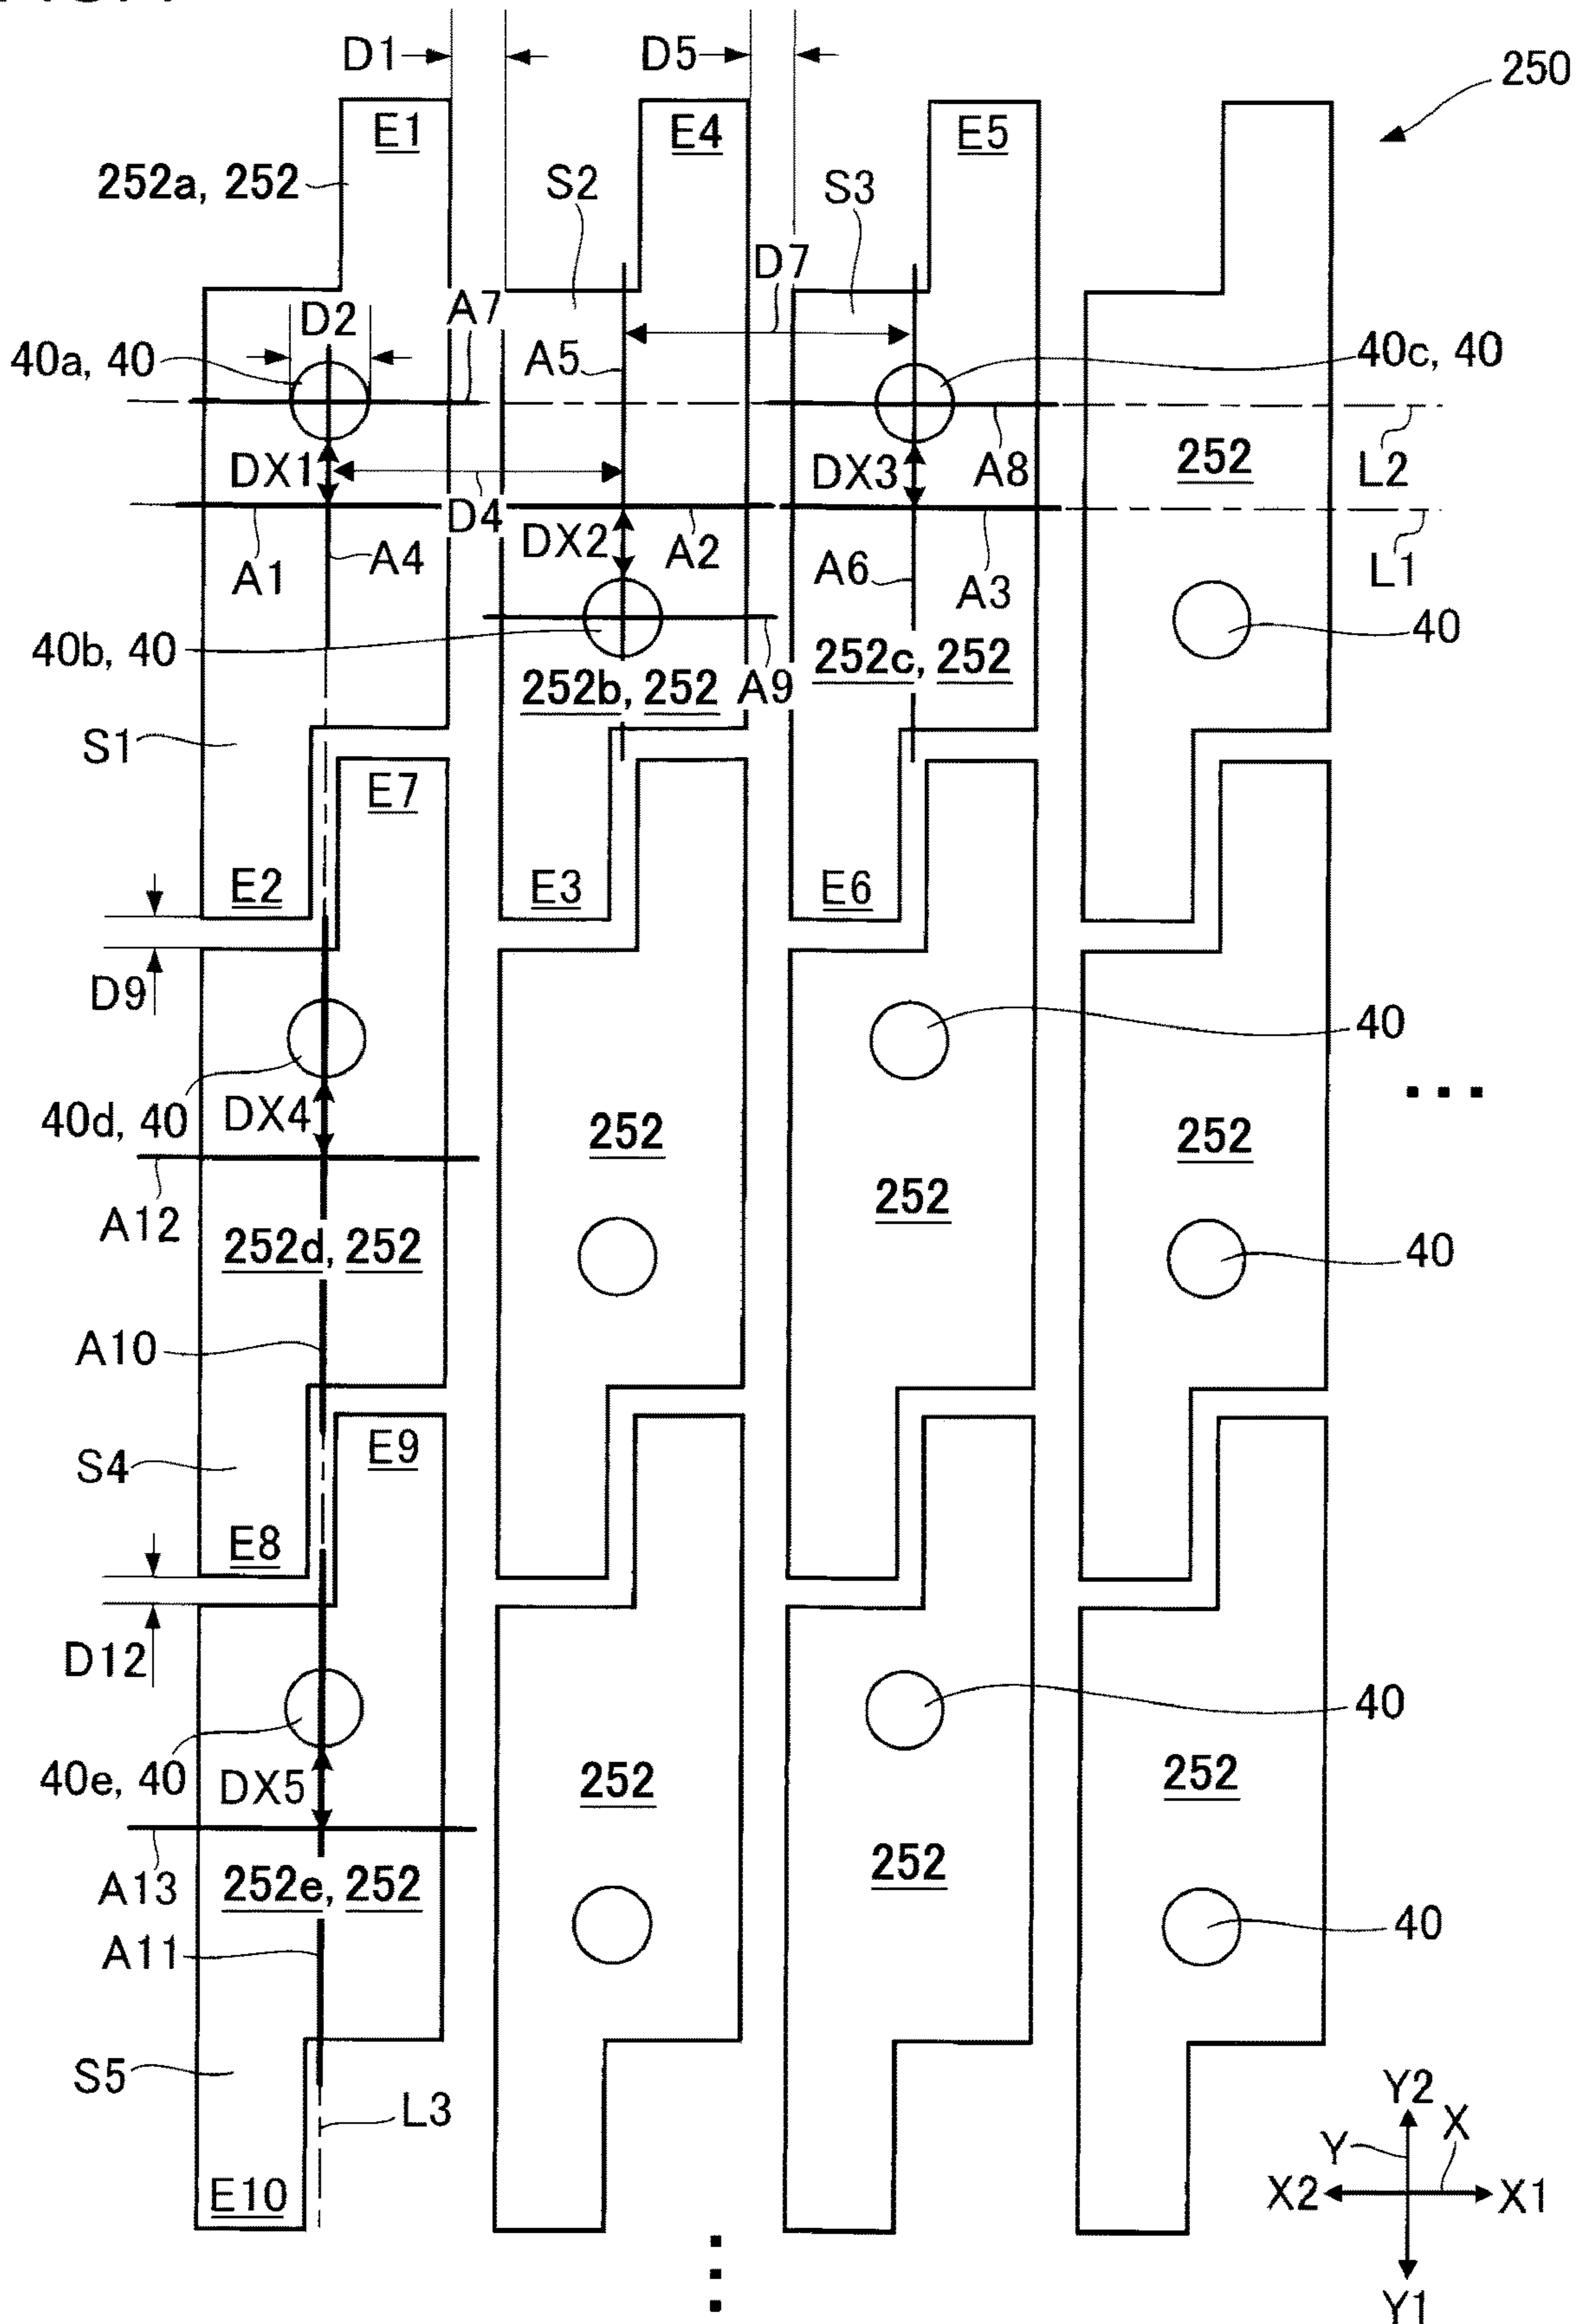 D1
D5
250
E1
E4
E5
252a, 252
S2
S3
D7
D2
A7
40a, 40
A5
40c, 40
DX1
D4
DX3
A8
252
L2
A1
A4
DX2
A2
A6
A3
L1
40b, 40
252b, 252
A9
252c, 252
40
S1
E7
E2
E3
E6
D9
40
40d, 40
DX4
252
252
...
A12
252d, 252
252
40
A10
E9
S4
E8
D12
40
40e, 40
DX5
252
252
A13
252e, 252
252
40
A11
S5
L3
Y2
Y
X
E10
X2
X1
Y1